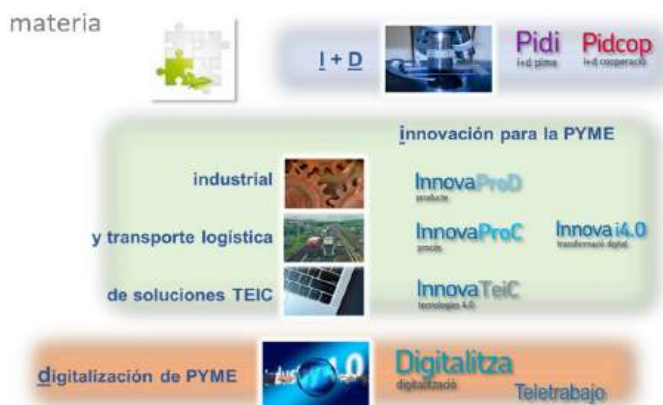 materia
I + D
Pidi
i+d pime
Pidcop
i+d cooperació
innovación para la PYME
industrial
InnovaProD
producte
y transporte logística
InnovaProC
procés
Innova i4.0
transformació digital
de soluciones TEIC
InnovaTeiC
tecnologies 4.0
digitalización de PYME
4.0
Digitalitza
digitalització
Teletrabajo